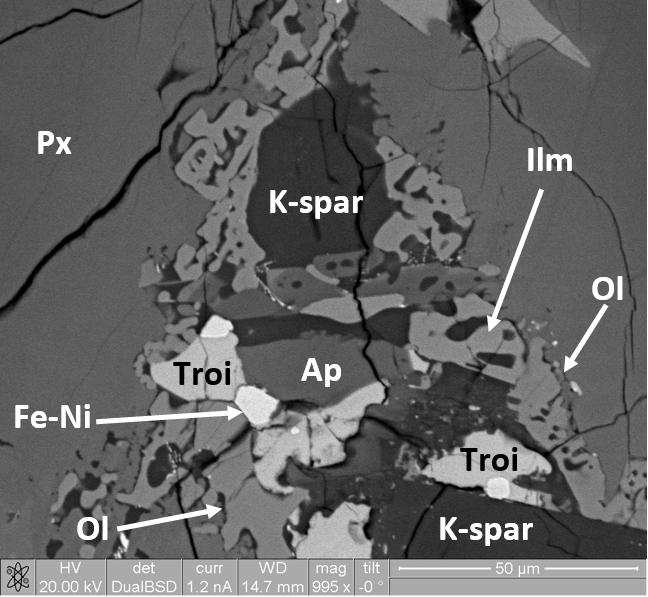 Px
Ilm
K-spar
Ol
Troi
Ap
Fe-Ni
Troi
Ol
K-spar
HV det curr WD mag tilt
20.00 kV DualBSD 1.2 nA 14.7 mm 995 x -0 °
50 µm